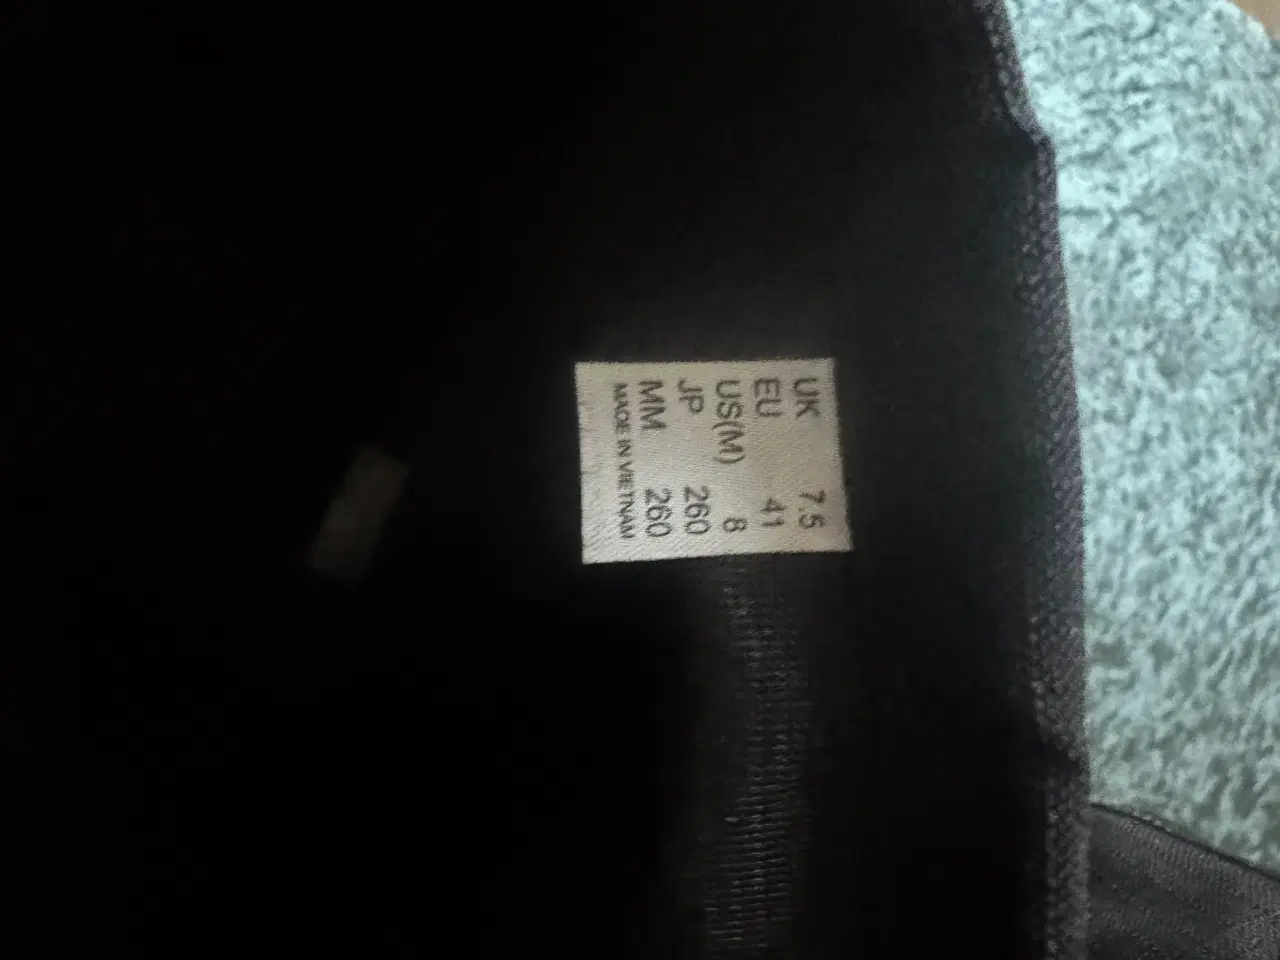 UK 7.5
EU 41
US(M) 8
JP 260
MM 260
MADE IN VIETNAM